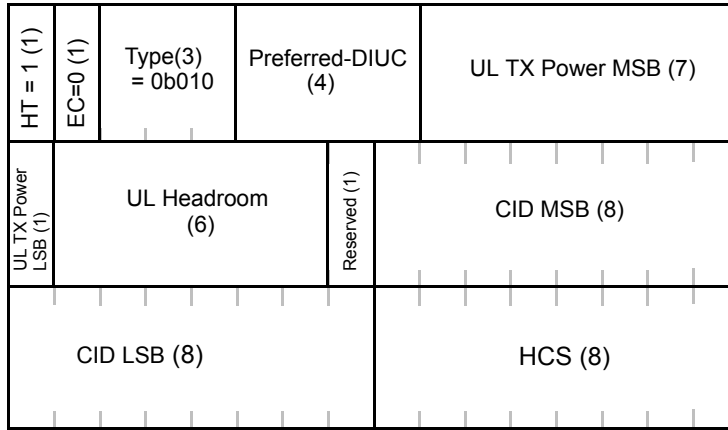 HT = 1 (1)
EC=0 (1)
Type(3)
= 0b010
Preferred-DIUC
(4)
UL TX Power MSB (7)
UL TX Power
LSB (1)
UL Headroom
(6)
Reserved (1)
CID MSB (8)
CID LSB (8)
HCS (8)